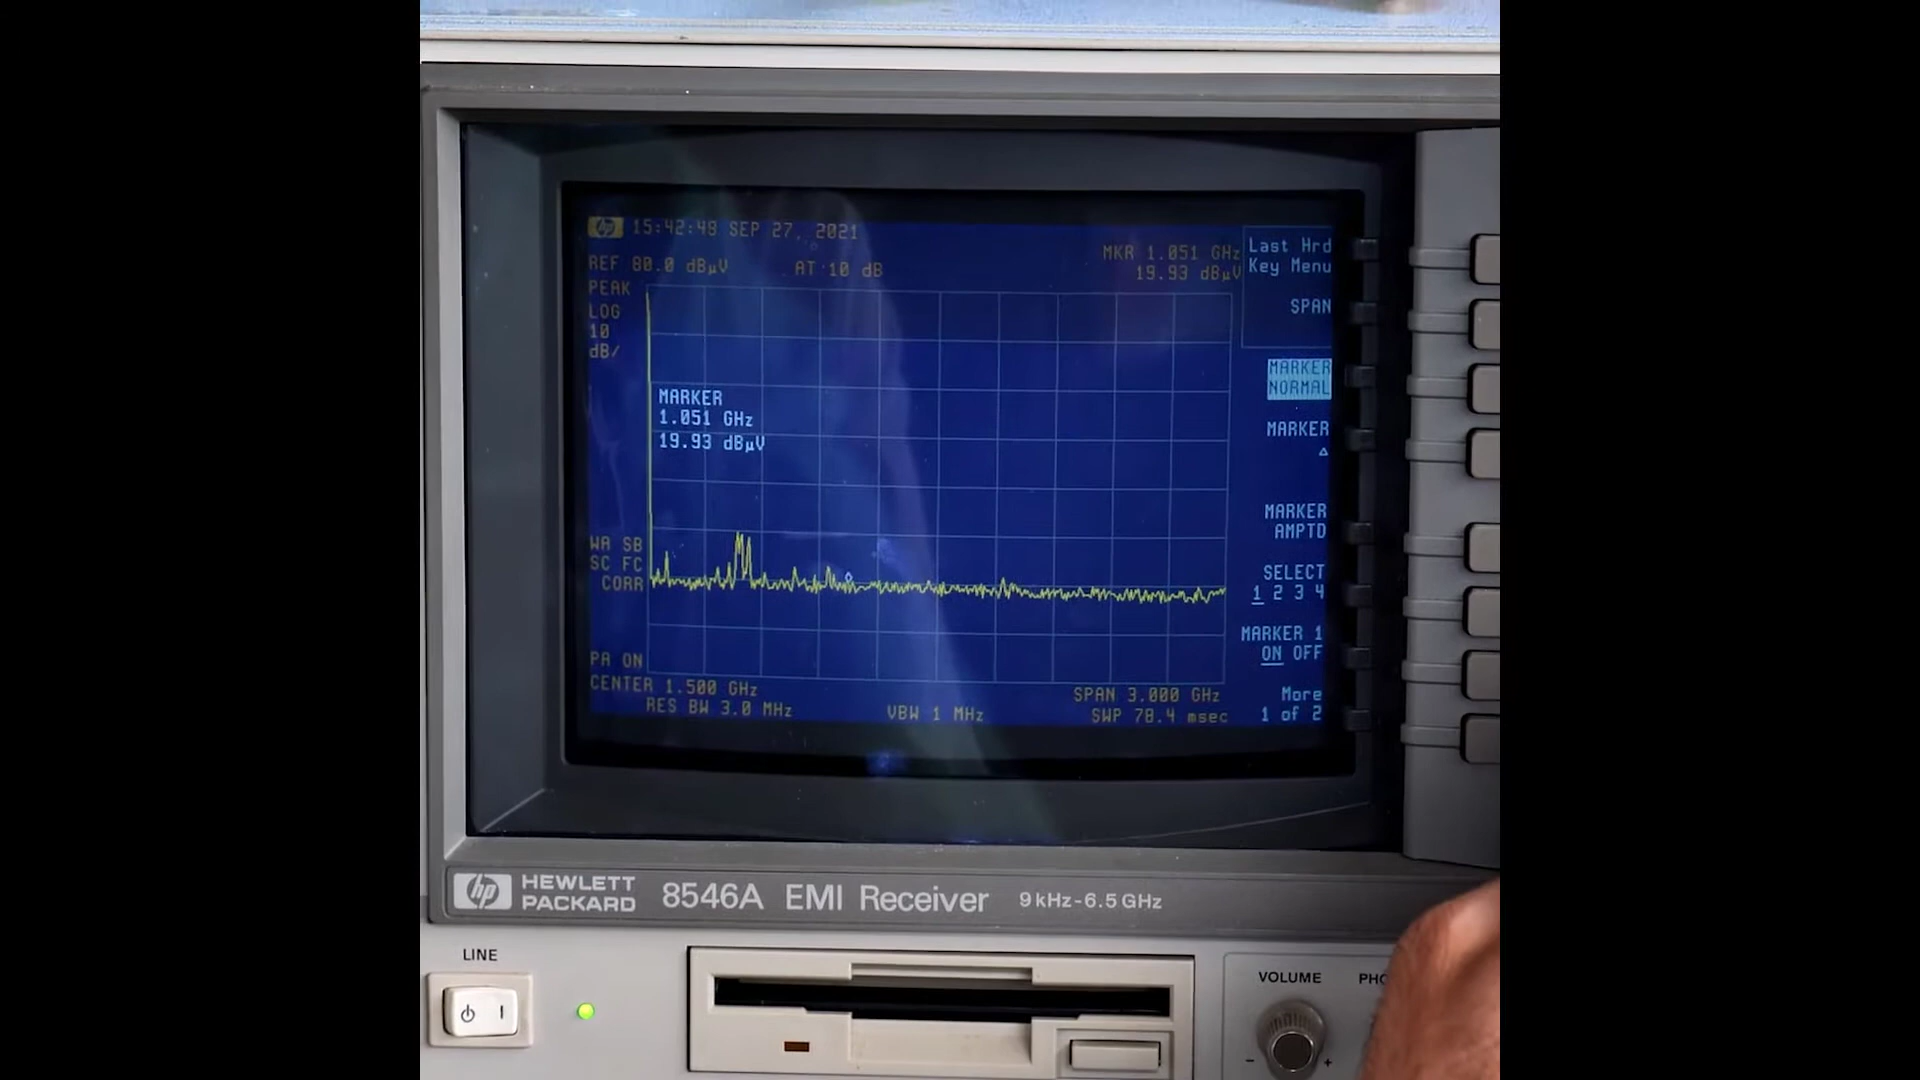 hp 15:42:49 SEP 27, 2021
REF 80.0 dBµV AT 10 dB
MKR 1.051 GHz
19.93 dBµV
PEAK
LOG
10
dB/
MARKER
1.051 GHz
19.93 dBµV
WA SB
SC FC
CORR
PA ON
CENTER 1.500 GHz
SPAN 3.000 GHz
RES BW 3.0 MHz
VBW 1 MHz
SWP 78.4 msec
Last Hrd
Key Menu
SPAN
MARKER
NORMAL
MARKER
Δ
MARKER
AMPTD
SELECT
1 2 3 4
MARKER 1
ON OFF
More
1 of 2
hp HEWLETT
PACKARD
8546A EMI Receiver 9kHz-6.5GHz
LINE
VOLUME
- +